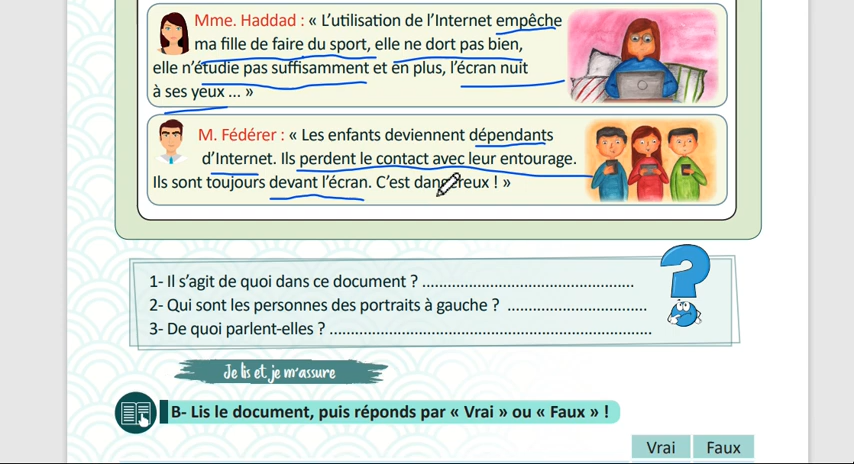 Mme. Haddad : « L'utilisation de l'Internet empêche
ma fille de faire du sport, elle ne dort pas bien,
elle n'étudie pas suffisamment et en plus, l'écran nuit
à ses yeux ... »
M. Fédérer : « Les enfants deviennent dépendants
d'Internet. Ils perdent le contact avec leur entourage.
Ils sont toujours devant l'écran. C'est dangereux ! »
1- Il s'agit de quoi dans ce document ? ................................................
2- Qui sont les personnes des portraits à gauche ? ................................
3- De quoi parlent-elles ? .........................................................................
Je lis et je m'assure
B- Lis le document, puis réponds par « Vrai » ou « Faux » !
Vrai Faux